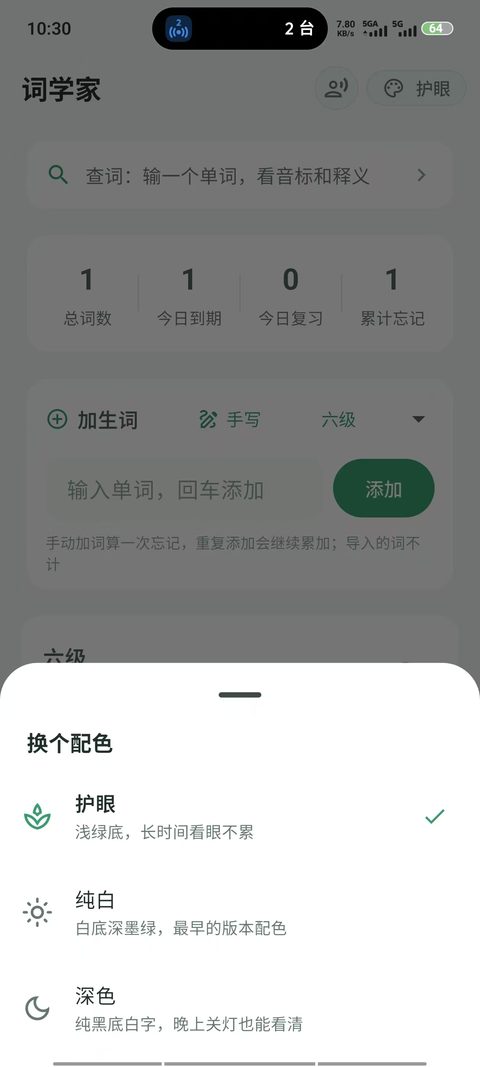 10:30
2
2 台
7.80
KB/s
5GA
5G
64
词学家
护眼
查词：输一个单词，看音标和释义
1
1
0
1
总词数
今日到期
今日复习
累计忘记
加生词
手写
六级
输入单词，回车添加
添加
手动加词算一次忘记，重复添加会继续累加；导入的词不
计
六级
换个配色
护眼
浅绿底，长时间看眼不累
纯白
白底深墨绿，最早的版本配色
深色
纯黑底白字，晚上关灯也能看清